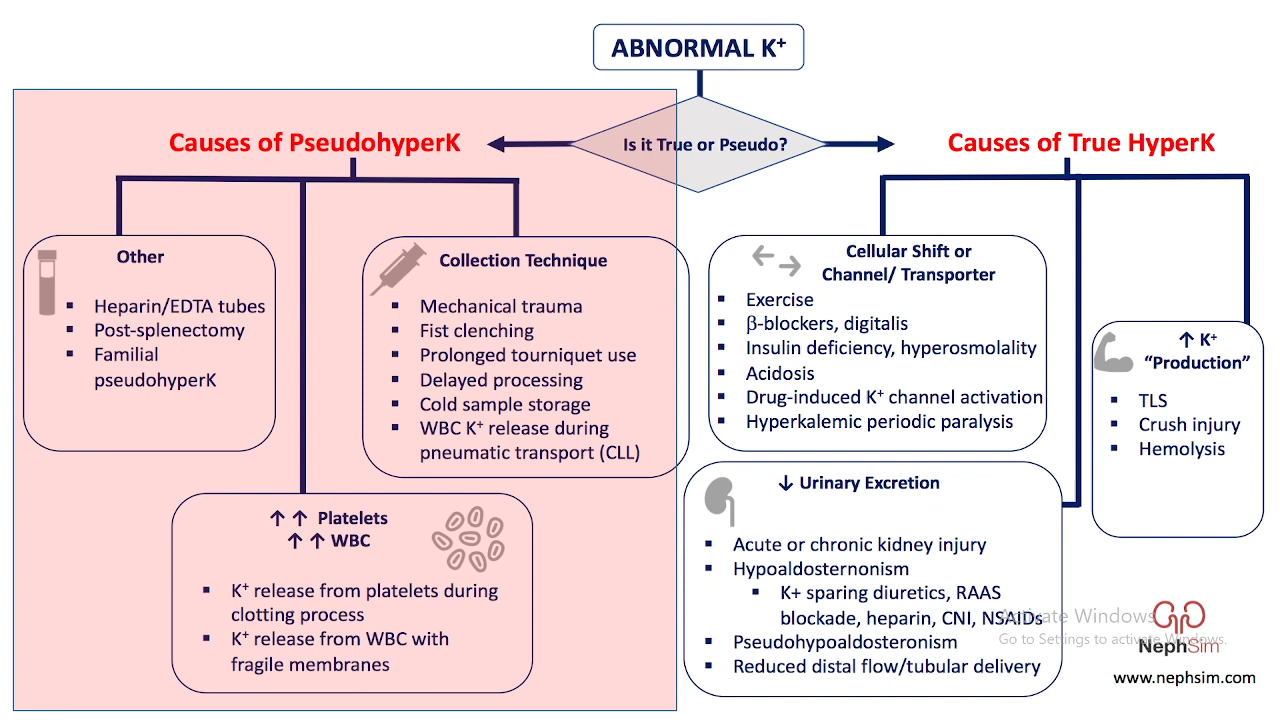 ABNORMAL K⁺
Is it True or Pseudo?
Causes of PseudohyperK
Other
Heparin/EDTA tubes
Post-splenectomy
Familial
pseudohyperK
Collection Technique
Mechanical trauma
Fist clenching
Prolonged tourniquet use
Delayed processing
Cold sample storage
WBC K⁺ release during
pneumatic transport (CLL)
↑ ↑ Platelets
↑ ↑ WBC
K⁺ release from platelets during
clotting process
K⁺ release from WBC with
fragile membranes
Causes of True HyperK
Cellular Shift or
Channel/ Transporter
Exercise
β-blockers, digitalis
Insulin deficiency, hyperosmolality
Acidosis
Drug-induced K⁺ channel activation
Hyperkalemic periodic paralysis
↑ K⁺
“Production”
TLS
Crush injury
Hemolysis
↓ Urinary Excretion
Acute or chronic kidney injury
Hypoaldosternonism
K+ sparing diuretics, RAAS
blockade, heparin, CNI, NSAIDs
Pseudohypoaldosteronism
Reduced distal flow/tubular delivery
Activate Windows
Go to Settings to activate Windows.
NephSim
www.nephsim.com